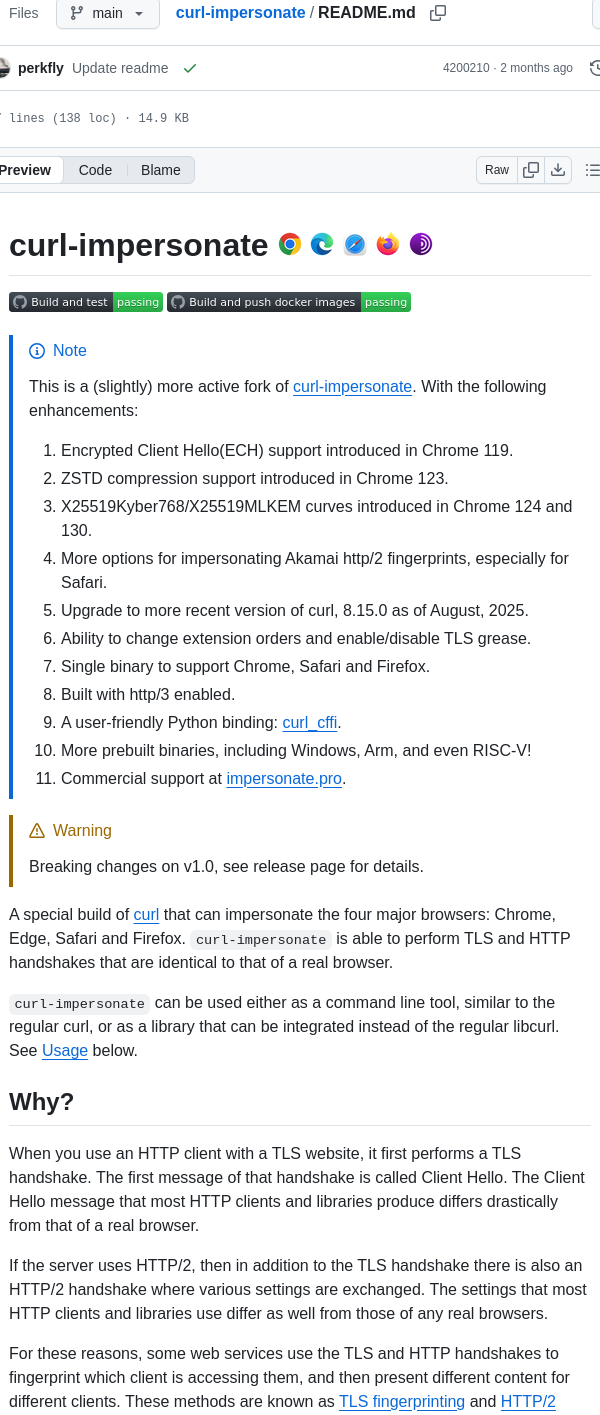 Files main curl-impersonate / README.md
perkfly Update readme 4200210 · 2 months ago
lines (138 loc) · 14.9 KB
Preview Code Blame Raw
curl-impersonate
Build and test passing Build and push docker images passing
Note
This is a (slightly) more active fork of curl-impersonate. With the following
enhancements:
1. Encrypted Client Hello(ECH) support introduced in Chrome 119.
2. ZSTD compression support introduced in Chrome 123.
3. X25519Kyber768/X25519MLKEM curves introduced in Chrome 124 and
130.
4. More options for impersonating Akamai http/2 fingerprints, especially for
Safari.
5. Upgrade to more recent version of curl, 8.15.0 as of August, 2025.
6. Ability to change extension orders and enable/disable TLS grease.
7. Single binary to support Chrome, Safari and Firefox.
8. Built with http/3 enabled.
9. A user-friendly Python binding: curl_cffi.
10. More prebuilt binaries, including Windows, Arm, and even RISC-V!
11. Commercial support at impersonate.pro.
Warning
Breaking changes on v1.0, see release page for details.
A special build of curl that can impersonate the four major browsers: Chrome,
Edge, Safari and Firefox. curl-impersonate is able to perform TLS and HTTP
handshakes that are identical to that of a real browser.
curl-impersonate can be used either as a command line tool, similar to the
regular curl, or as a library that can be integrated instead of the regular libcurl.
See Usage below.
Why?
When you use an HTTP client with a TLS website, it first performs a TLS
handshake. The first message of that handshake is called Client Hello. The Client
Hello message that most HTTP clients and libraries produce differs drastically
from that of a real browser.
If the server uses HTTP/2, then in addition to the TLS handshake there is also an
HTTP/2 handshake where various settings are exchanged. The settings that most
HTTP clients and libraries use differ as well from those of any real browsers.
For these reasons, some web services use the TLS and HTTP handshakes to
fingerprint which client is accessing them, and then present different content for
different clients. These methods are known as TLS fingerprinting and HTTP/2